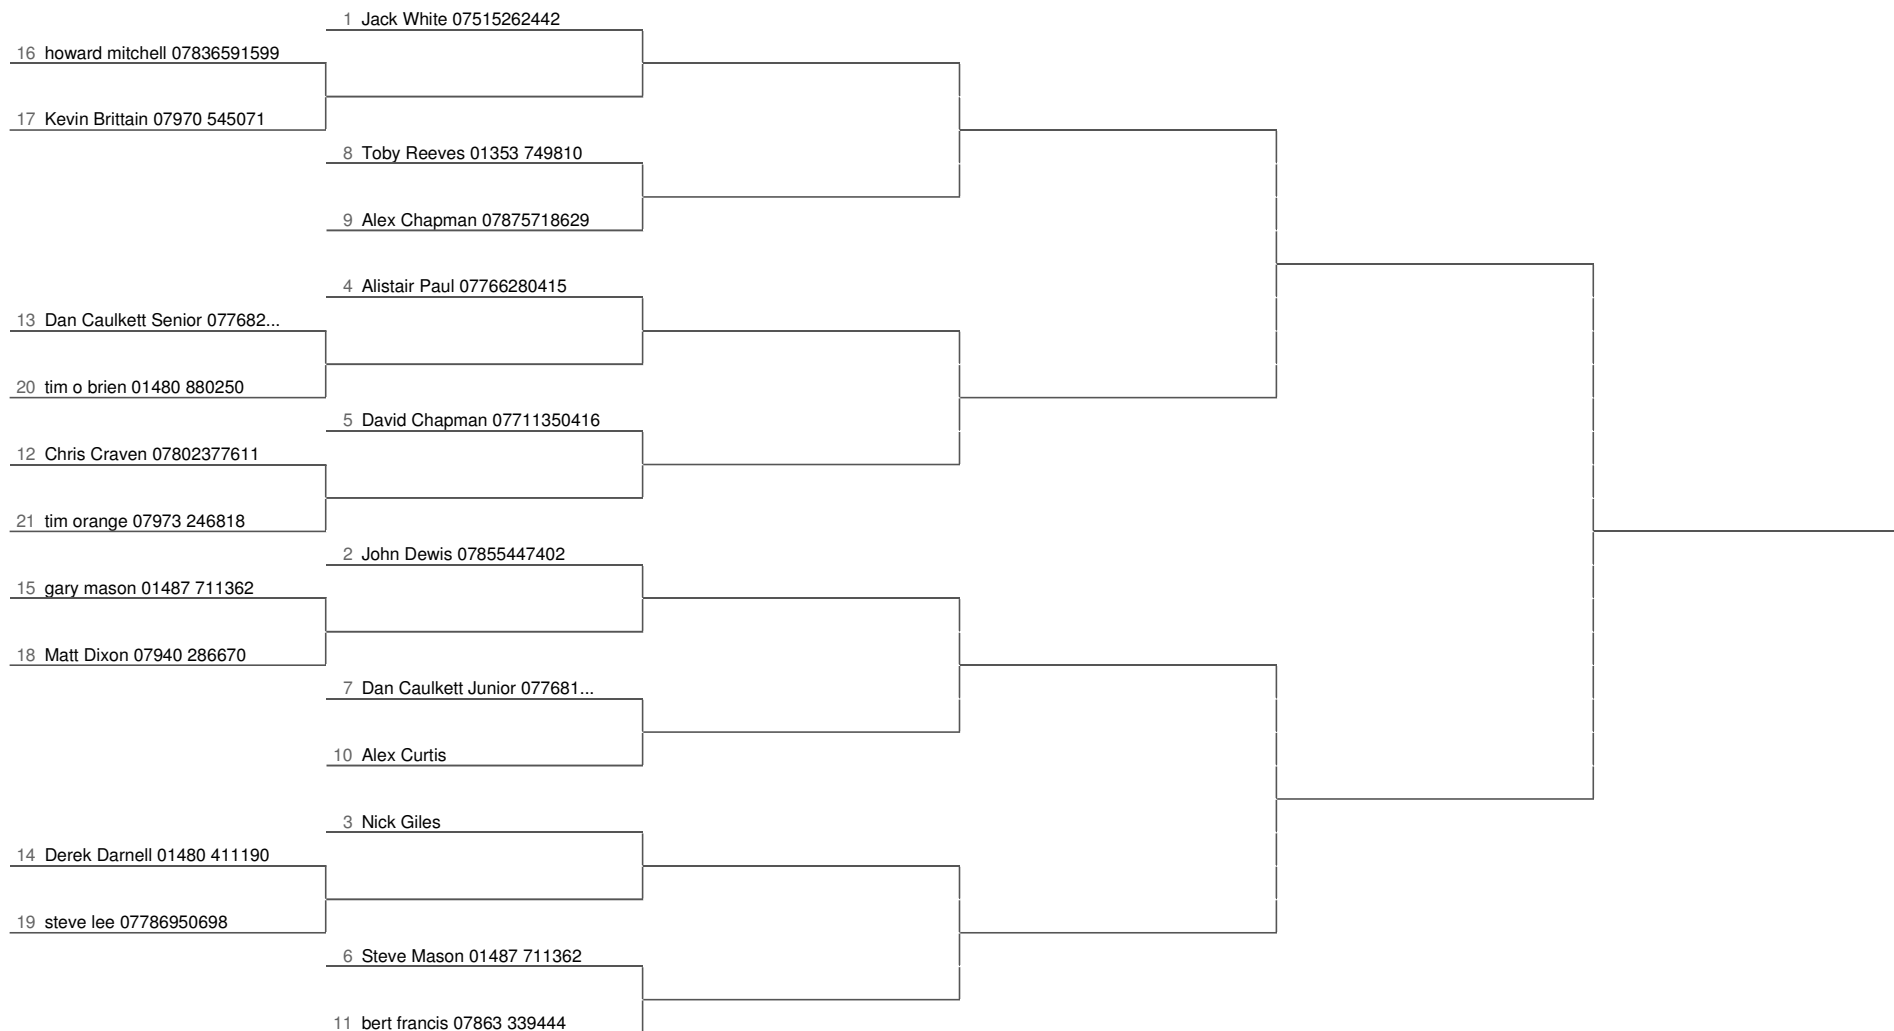 1 Jack White 07515262442
16 howard mitchell 07836591599
17 Kevin Brittain 07970 545071
8 Toby Reeves 01353 749810
9 Alex Chapman 07875718629
4 Alistair Paul 07766280415
13 Dan Caulkett Senior 077682...
20 tim o brien 01480 880250
5 David Chapman 07711350416
12 Chris Craven 07802377611
21 tim orange 07973 246818
2 John Dewis 07855447402
15 gary mason 01487 711362
18 Matt Dixon 07940 286670
7 Dan Caulkett Junior 077681...
10 Alex Curtis
3 Nick Giles
14 Derek Darnell 01480 411190
19 steve lee 07786950698
6 Steve Mason 01487 711362
11 bert francis 07863 339444